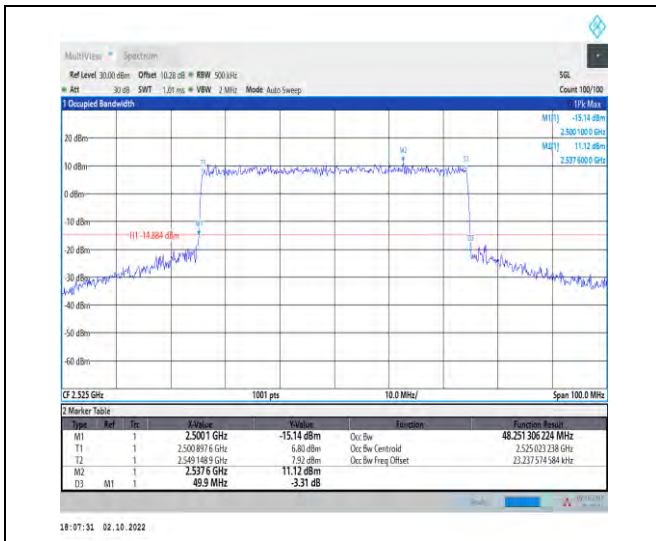 MultiView Spectrum
Ref Level 30.00 dBm Offset 10.28 dB RBW 500 kHz SGL
Att 30 dB SWT 1.01 ms VBW 2 MHz Mode Auto Sweep Count 100/100
1 Occupied Bandwidth 1Pk Max
M1[1] -15.14 dBm
2.500 100 0 GHz
M2[1] 11.12 dBm
2.537 600 0 GHz
20 dBm
10 dBm
0 dBm
-10 dBm
-20 dBm
-30 dBm
-40 dBm
-50 dBm
-60 dBm
T1
M2
T2
M1
H1 -14.884 dBm
D3
CF 2.525 GHz 1001 pts 10.0 MHz/ Span 100.0 MHz
2 Marker Table
Type Ref Trc X-Value Y-Value Function Function Result
M1 1 2.5001 GHz -15.14 dBm Occ Bw 48.251 306 224 MHz
T1 1 2.500 897 6 GHz 6.80 dBm Occ Bw Centroid 2.525 023 238 GHz
T2 1 2.549 148 9 GHz 7.92 dBm Occ Bw Freq Offset 23.237 574 584 kHz
M2 1 2.537 6 GHz 11.12 dBm
D3 M1 1 49.9 MHz -3.31 dB
18:07:31 02.10.2022